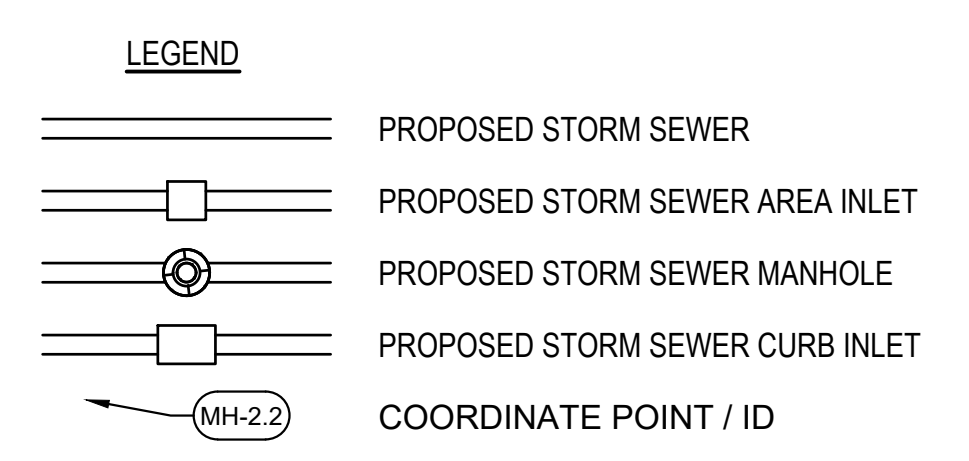 LEGEND
PROPOSED STORM SEWER
PROPOSED STORM SEWER AREA INLET
PROPOSED STORM SEWER MANHOLE
PROPOSED STORM SEWER CURB INLET
MH-2.2 COORDINATE POINT / ID